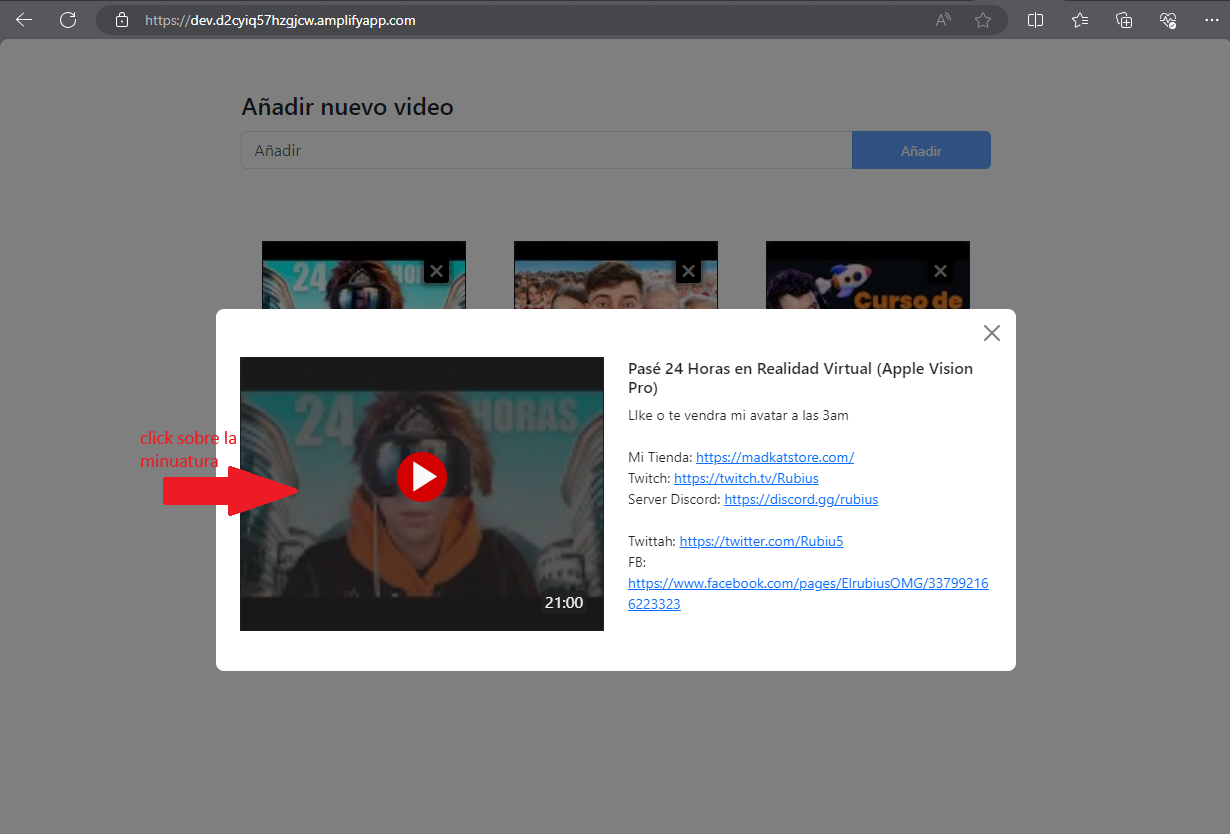 https://dev.d2cyiq57hzgjcw.amplifyapp.com
Añadir nuevo video
Añadir
Añadir
24 HOR
Curso de
Pasé 24 Horas en Realidad Virtual (Apple Vision
Pro)
LIke o te vendra mi avatar a las 3am
Mi Tienda: https://madkatstore.com/
Twitch: https://twitch.tv/Rubius
Server Discord: https://discord.gg/rubius
Twittah: https://twitter.com/Rubiu5
FB:
https://www.facebook.com/pages/ElrubiusOMG/33799216
6223323
24 HORAS
21:00
click sobre la
minuatura